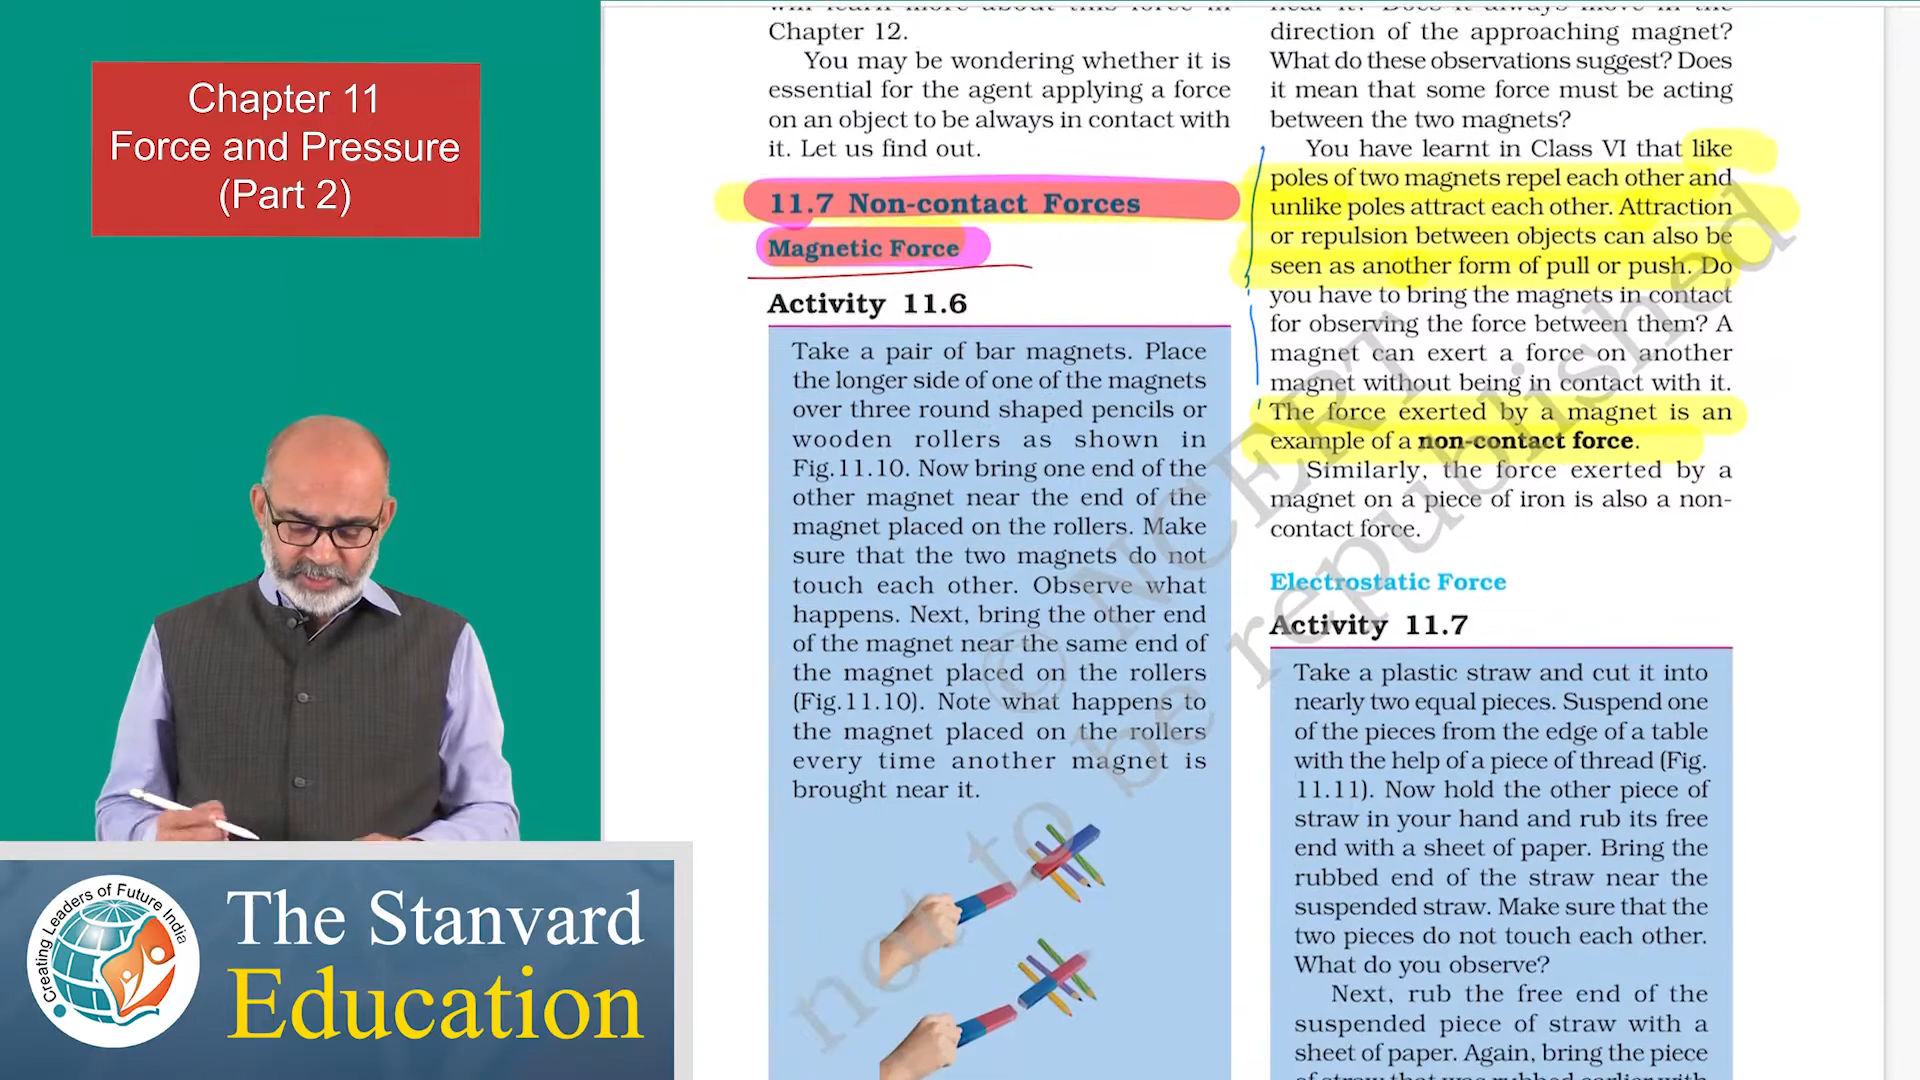 Chapter 11
Force and Pressure
(Part 2)
Creating Leaders of Future India
The Stanvard
Education
Chapter 12.
You may be wondering whether it is
essential for the agent applying a force
on an object to be always in contact with
it. Let us find out.
11.7 Non-contact Forces
Magnetic Force
Activity 11.6
Take a pair of bar magnets. Place
the longer side of one of the magnets
over three round shaped pencils or
wooden rollers as shown in
Fig.11.10. Now bring one end of the
other magnet near the end of the
magnet placed on the rollers. Make
sure that the two magnets do not
touch each other. Observe what
happens. Next, bring the other end
of the magnet near the same end of
the magnet placed on the rollers
(Fig.11.10). Note what happens to
the magnet placed on the rollers
every time another magnet is
brought near it.
direction of the approaching magnet?
What do these observations suggest? Does
it mean that some force must be acting
between the two magnets?
You have learnt in Class VI that like
poles of two magnets repel each other and
unlike poles attract each other. Attraction
or repulsion between objects can also be
seen as another form of pull or push. Do
you have to bring the magnets in contact
for observing the force between them? A
magnet can exert a force on another
magnet without being in contact with it.
The force exerted by a magnet is an
example of a non-contact force.
Similarly, the force exerted by a
magnet on a piece of iron is also a non-
contact force.
Electrostatic Force
Activity 11.7
Take a plastic straw and cut it into
nearly two equal pieces. Suspend one
of the pieces from the edge of a table
with the help of a piece of thread (Fig.
11.11). Now hold the other piece of
straw in your hand and rub its free
end with a sheet of paper. Bring the
rubbed end of the straw near the
suspended straw. Make sure that the
two pieces do not touch each other.
What do you observe?
Next, rub the free end of the
suspended piece of straw with a
sheet of paper. Again, bring the piece
© NCERT
not to be republished